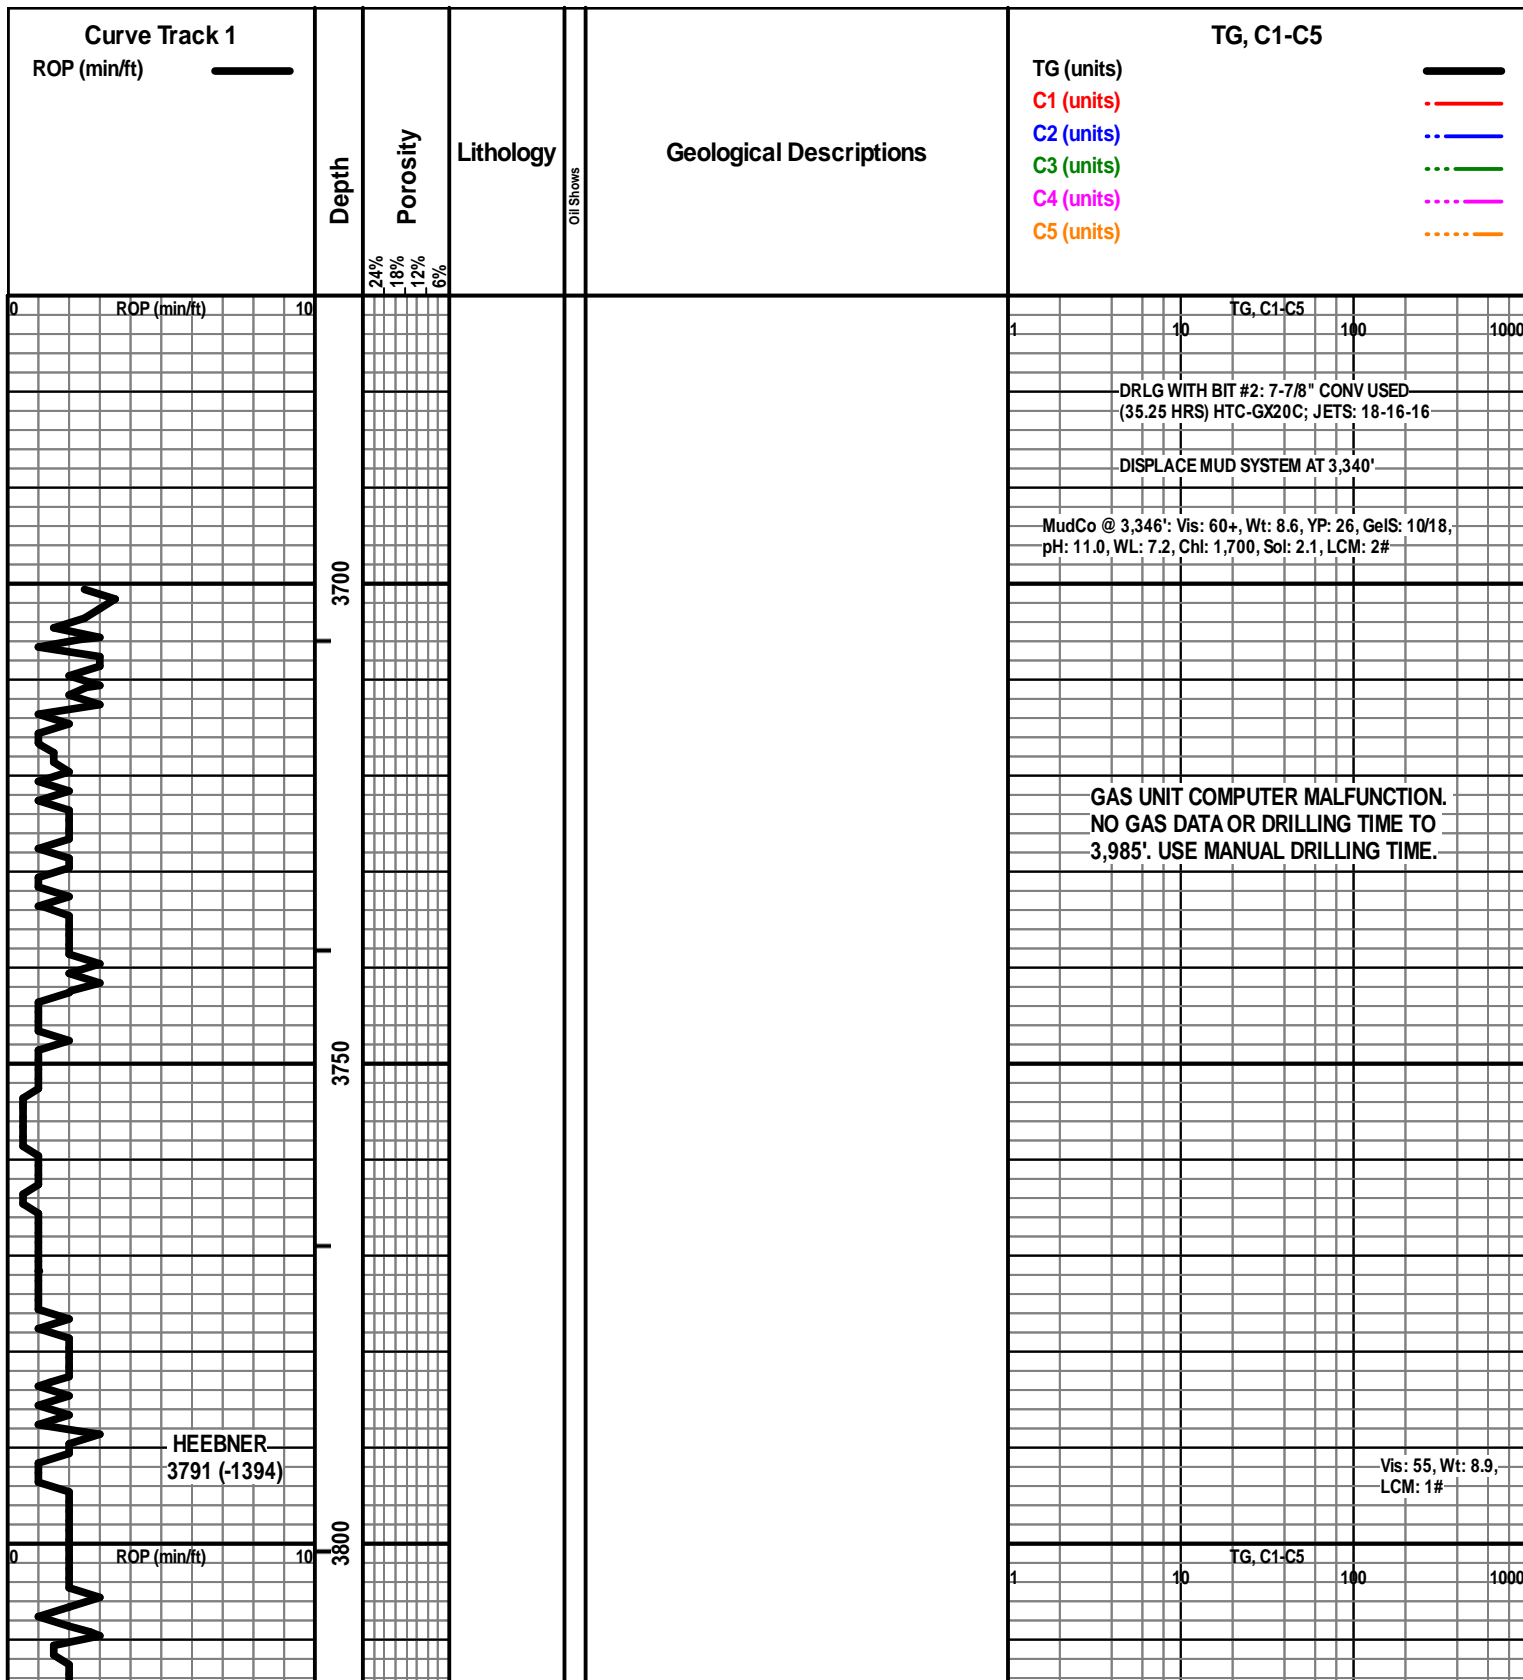 Curve Track 1
ROP (min/ft)
Depth
Porosity
24%
18%
12%
6%
Lithology
Oil Shows
Geological Descriptions
TG, C1-C5
TG (units)
C1 (units)
C2 (units)
C3 (units)
C4 (units)
C5 (units)
0 ROP (min/ft) 10
TG, C1-C5
1 10 100 1000
DRLG WITH BIT #2: 7-7/8" CONV USED
(35.25 HRS) HTC-GX20C; JETS: 18-16-16
DISPLACE MUD SYSTEM AT 3,340'
MudCo @ 3,346': Vis: 60+, Wt: 8.6, YP: 26, GelS: 10/18,
pH: 11.0, WL: 7.2, Chl: 1,700, Sol: 2.1, LCM: 2#
3700
GAS UNIT COMPUTER MALFUNCTION.
NO GAS DATA OR DRILLING TIME TO
3,985'. USE MANUAL DRILLING TIME.
3750
HEEBNER
3791 (-1394)
Vis: 55, Wt: 8.9,
LCM: 1#
3800
0 ROP (min/ft) 10
TG, C1-C5
1 10 100 1000